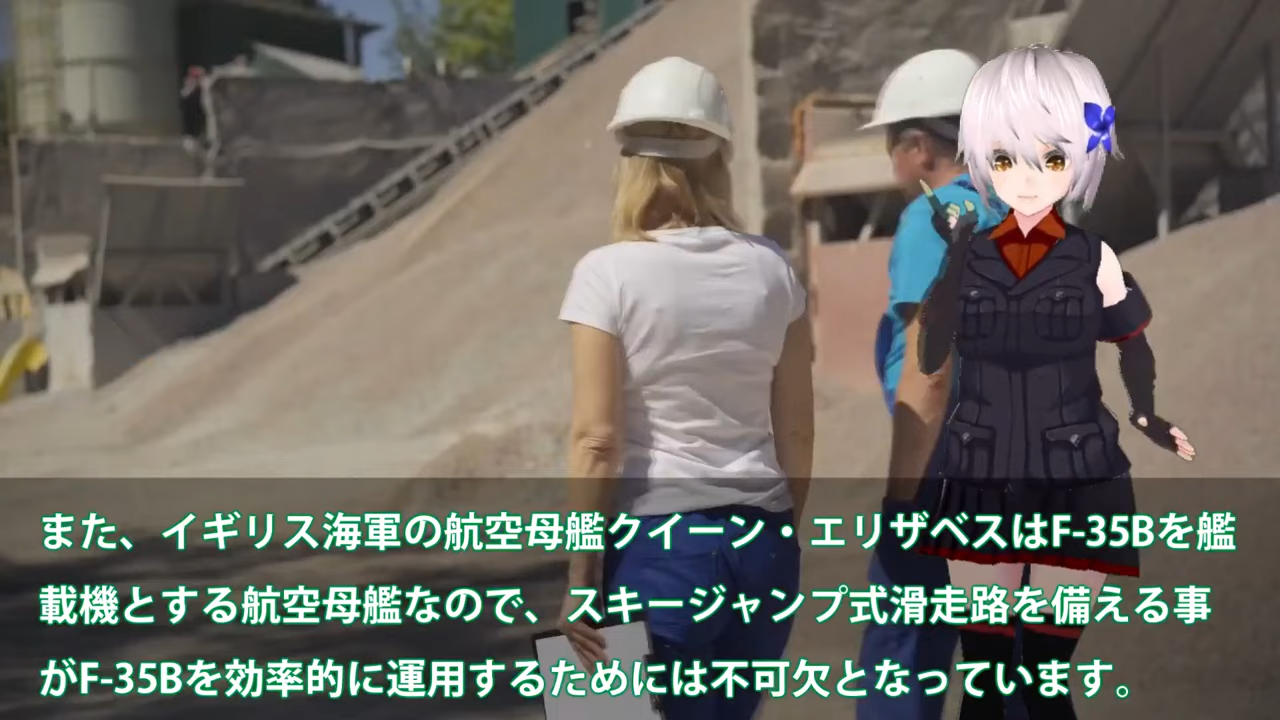 また、イギリス海軍の航空母艦クイーン・エリザベスはF-35Bを艦
載機とする航空母艦なので、スキージャンプ式滑走路を備える事
がF-35Bを効率的に運用するためには不可欠となっています。